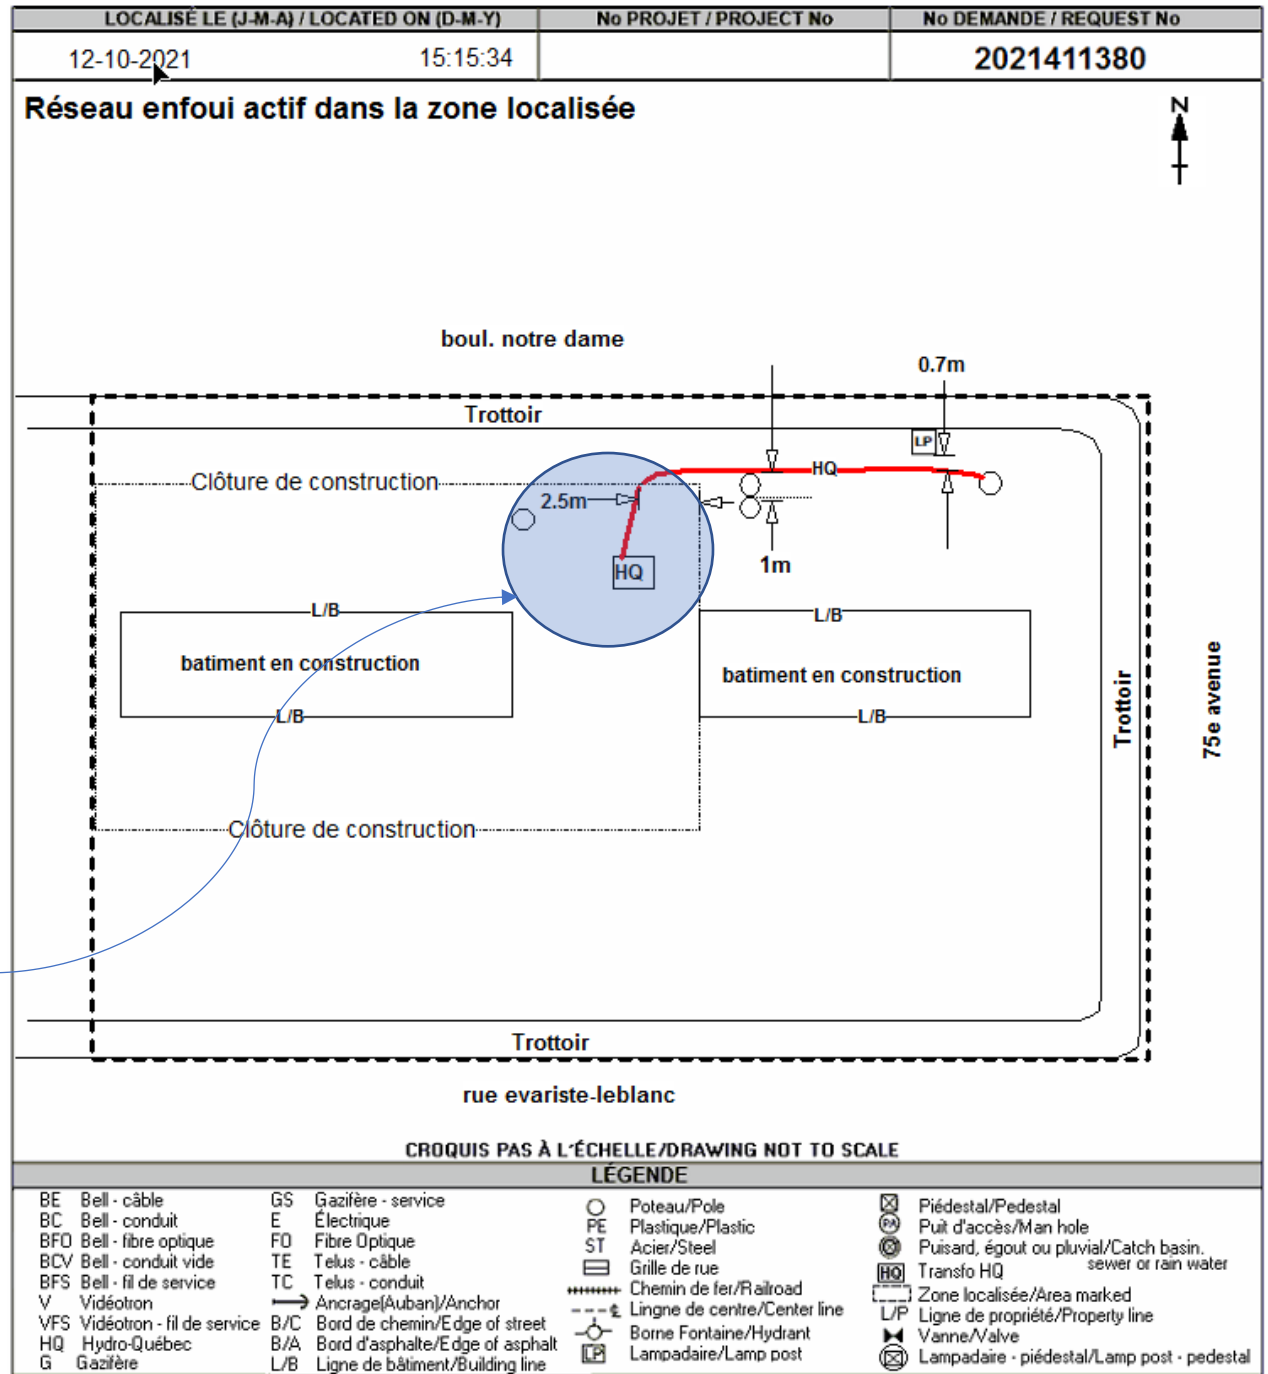 LOCALISÉ LE (J-M-A) / LOCATED ON (D-M-Y)
No PROJET / PROJECT No
No DEMANDE / REQUEST No
12-10-2021
15:15:34
2021411380
Réseau enfoui actif dans la zone localisée
N
boul. notre dame
0.7m
Trottoir
LP
HQ
Clôture de construction
2.5m
1m
HQ
L/B
L/B
batiment en construction
batiment en construction
L/B
L/B
Trottoir
75e avenue
Clôture de construction
Trottoir
rue evariste-leblanc
CROQUIS PAS À L'ÉCHELLE/DRAWING NOT TO SCALE
LÉGENDE
BE Bell - câble
BC Bell - conduit
BFO Bell - fibre optique
BCV Bell - conduit vide
BFS Bell - fil de service
V Vidéotron
VFS Vidéotron - fil de service
HQ Hydro-Québec
G Gazifère
GS Gazifère - service
E Électrique
FO Fibre Optique
TE Telus - câble
TC Telus - conduit
Ancrage(Auban)/Anchor
B/C Bord de chemin/Edge of street
B/A Bord d'asphalte/Edge of asphalt
L/B Ligne de bâtiment/Building line
Poteau/Pole
PE Plastique/Plastic
ST Acier/Steel
Grille de rue
Chemin de fer/Railroad
Lingne de centre/Center line
Borne Fontaine/Hydrant
LP Lampadaire/Lamp post
Piédestal/Pedestal
PA Puit d'accès/Man hole
Puisard, égout ou pluvial/Catch basin.
sewer or rain water
HQ Transfo HQ
Zone localisée/Area marked
L/P Ligne de propriété/Property line
Vanne/Valve
Lampadaire - piédestal/Lamp post - pedestal